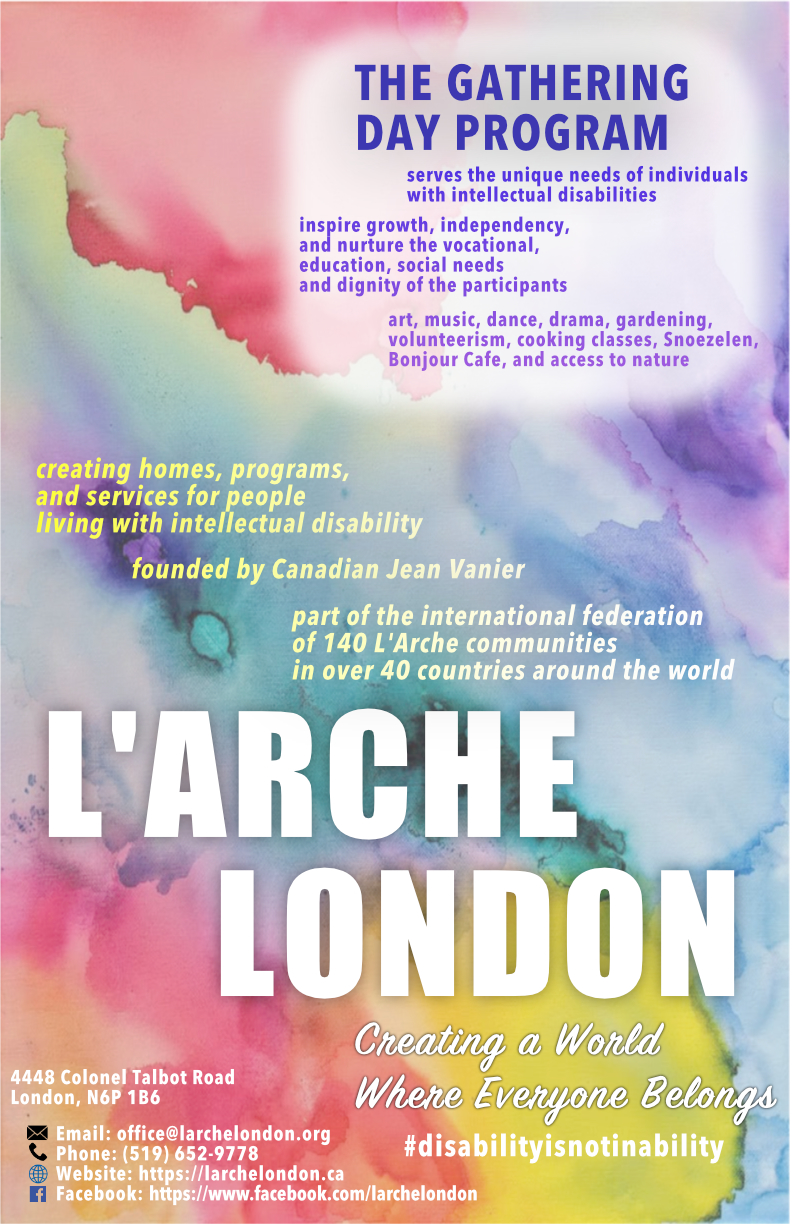 THE GATHERING
DAY PROGRAM
serves the unique needs of individuals
with intellectual disabilities
inspire growth, independency,
and nurture the vocational,
education, social needs
and dignity of the participants
art, music, dance, drama, gardening,
volunteerism, cooking classes, Snoezelen,
Bonjour Cafe, and access to nature
creating homes, programs,
and services for people
living with intellectual disability
founded by Canadian Jean Vanier
part of the international federation
of 140 L'Arche communities
in over 40 countries around the world
L'ARCHE
LONDON
Creating a World
Where Everyone Belongs
#disabilityisnotinability
4448 Colonel Talbot Road
London, N6P 1B6
Email: office@larchelondon.org
Phone: (519) 652-9778
Website: https://larchelondon.ca
Facebook: https://www.facebook.com/larchelondon